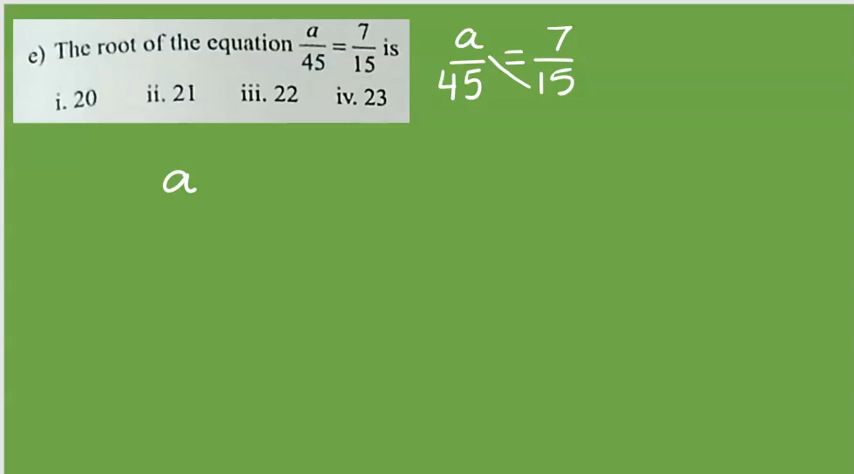 e) The root of the equation a/45 = 7/15 is
i. 20 ii. 21 iii. 22 iv. 23
a/45 = 7/15
a